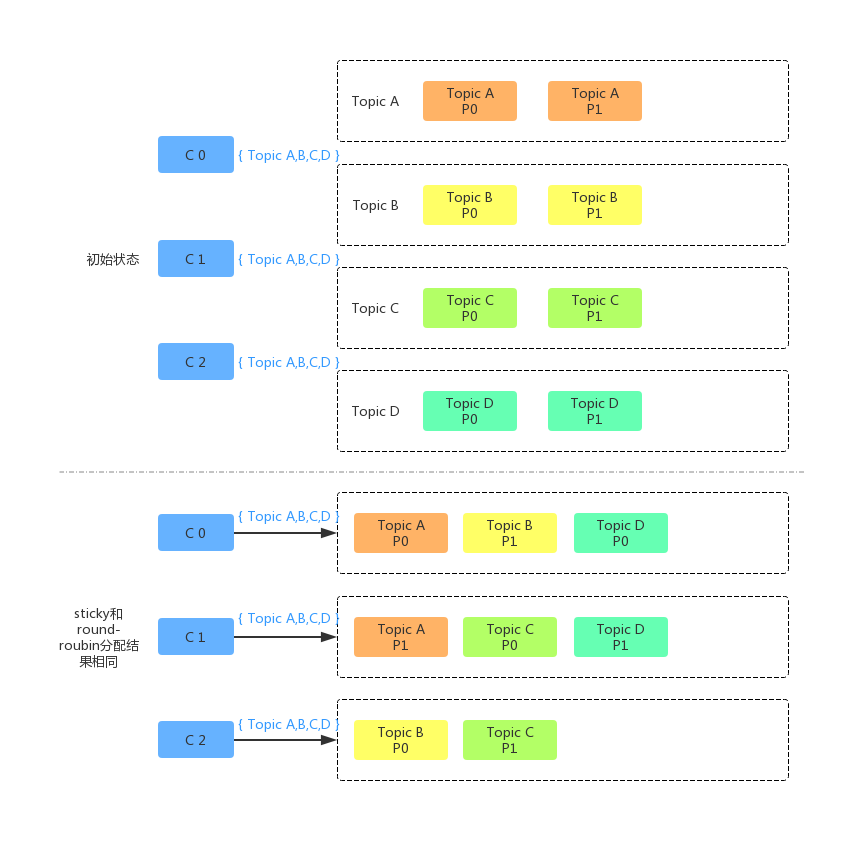 Topic A
Topic A
P0
Topic A
P1
C 0
{ Topic A,B,C,D }
Topic B
Topic B
P0
Topic B
P1
初始状态
C 1
{ Topic A,B,C,D }
Topic C
Topic C
P0
Topic C
P1
C 2
{ Topic A,B,C,D }
Topic D
Topic D
P0
Topic D
P1
C 0
{ Topic A,B,C,D }
Topic A
P0
Topic B
P1
Topic D
P0
sticky和
round-
roubin分配结
果相同
C 1
{ Topic A,B,C,D }
Topic A
P1
Topic C
P0
Topic D
P1
C 2
{ Topic A,B,C,D }
Topic B
P0
Topic C
P1